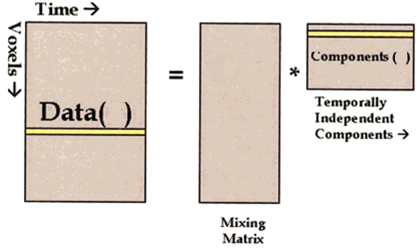 Time →
Voxels →
Data( )
=
*
Components ( )
Temporally
Independent
Components →
Mixing
Matrix